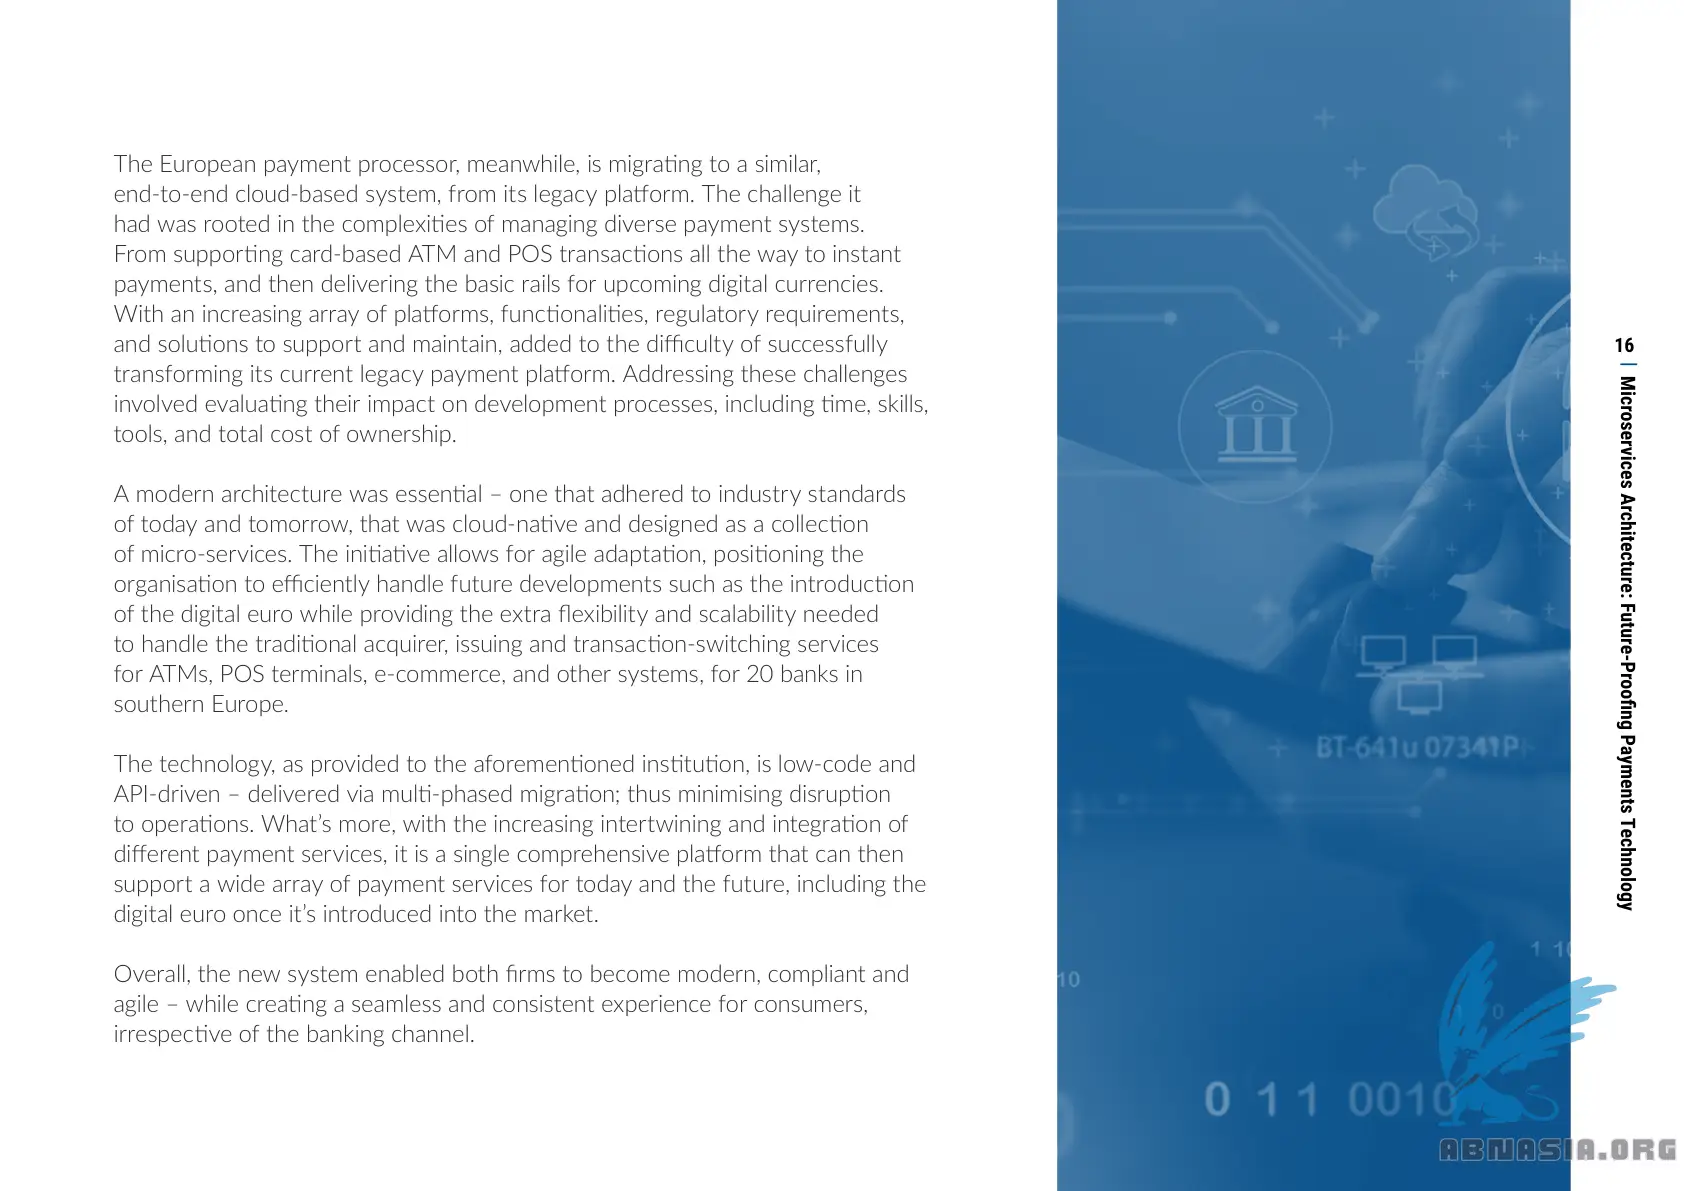 The European payment processor, meanwhile, is migrating to a similar,
end-to-end cloud-based system, from its legacy platform. The challenge it
had was rooted in the complexities of managing diverse payment systems.
From supporting card-based ATM and POS transactions all the way to instant
payments, and then delivering the basic rails for upcoming digital currencies.
With an increasing array of platforms, functionalities, regulatory requirements,
and solutions to support and maintain, added to the difficulty of successfully
transforming its current legacy payment platform. Addressing these challenges
involved evaluating their impact on development processes, including time, skills,
tools, and total cost of ownership.
A modern architecture was essential – one that adhered to industry standards
of today and tomorrow, that was cloud-native and designed as a collection
of micro-services. The initiative allows for agile adaptation, positioning the
organisation to efficiently handle future developments such as the introduction
of the digital euro while providing the extra flexibility and scalability needed
to handle the traditional acquirer, issuing and transaction-switching services
for ATMs, POS terminals, e-commerce, and other systems, for 20 banks in
southern Europe.
The technology, as provided to the aforementioned institution, is low-code and
API-driven – delivered via multi-phased migration; thus minimising disruption
to operations. What’s more, with the increasing intertwining and integration of
different payment services, it is a single comprehensive platform that can then
support a wide array of payment services for today and the future, including the
digital euro once it’s introduced into the market.
Overall, the new system enabled both firms to become modern, compliant and
agile – while creating a seamless and consistent experience for consumers,
irrespective of the banking channel.
BT-641u 07341P
10
1 10
0
0 1 1 0010
16
Microservices Architecture: Future-Proofing Payments Technology
ABNASIA.ORG